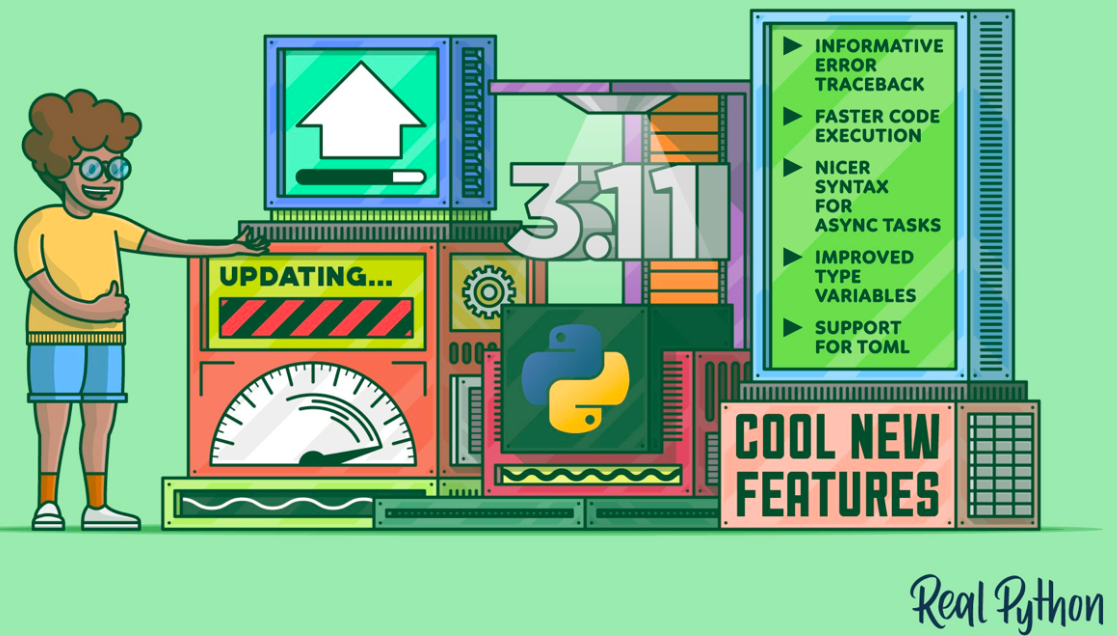 UPDATING...
3.11
INFORMATIVE
ERROR
TRACEBACK
FASTER CODE
EXECUTION
NICER
SYNTAX
FOR
ASYNC TASKS
IMPROVED
TYPE
VARIABLES
SUPPORT
FOR TOML
COOL NEW
FEATURES
Real Python